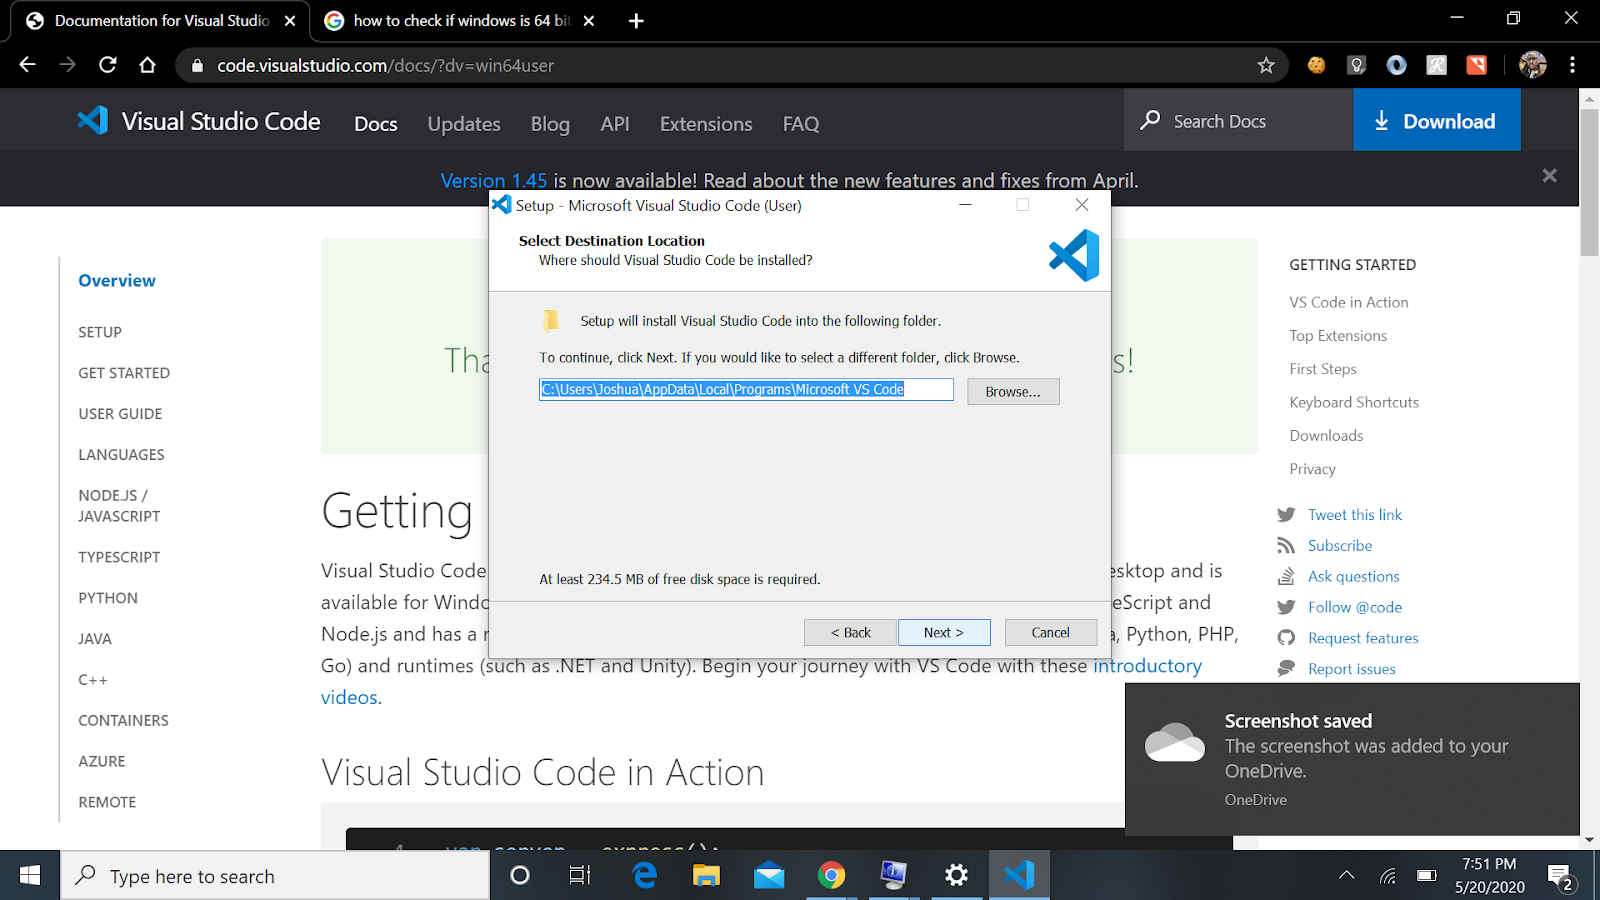 Documentation for Visual Studio
how to check if windows is 64 bit
code.visualstudio.com/docs/?dv=win64user
Visual Studio Code
Docs
Updates
Blog
API
Extensions
FAQ
Search Docs
Download
Version 1.45 is now available! Read about the new features and fixes from April.
Setup - Microsoft Visual Studio Code (User)
Select Destination Location
Where should Visual Studio Code be installed?
Setup will install Visual Studio Code into the following folder.
To continue, click Next. If you would like to select a different folder, click Browse.
C:\Users\Joshua\AppData\Local\Programs\Microsoft VS Code
Browse...
At least 234.5 MB of free disk space is required.
< Back
Next >
Cancel
Overview
SETUP
GET STARTED
USER GUIDE
LANGUAGES
NODE.JS /
JAVASCRIPT
TYPESCRIPT
PYTHON
JAVA
C++
CONTAINERS
AZURE
REMOTE
Tha
s!
Getting
Visual Studio Code
esktop and is
available for Windo
eScript and
Node.js and has a r
, Python, PHP,
Go) and runtimes (such as .NET and Unity). Begin your journey with VS Code with these introductory
videos.
Visual Studio Code in Action
GETTING STARTED
VS Code in Action
Top Extensions
First Steps
Keyboard Shortcuts
Downloads
Privacy
Tweet this link
Subscribe
Ask questions
Follow @code
Request features
Report issues
Screenshot saved
The screenshot was added to your
OneDrive.
OneDrive
Type here to search
7:51 PM
5/20/2020
2